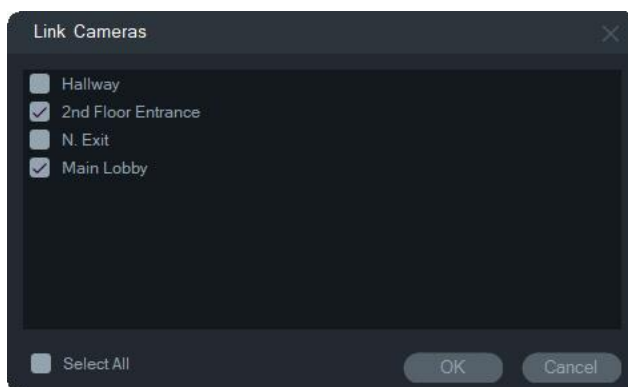 Link Cameras
Hallway
2nd Floor Entrance
N. Exit
Main Lobby
Select All
OK
Cancel